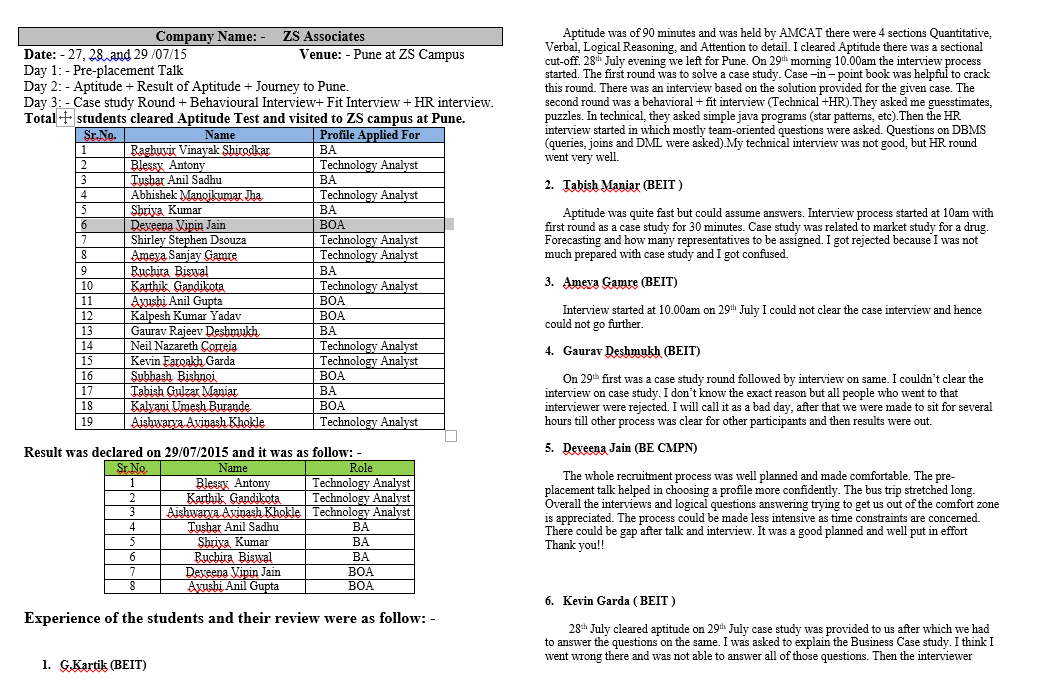 Company Name: - ZS Associates
Date: - 27, 28, and 29 /07/15 Venue: - Pune at ZS Campus
Day 1: - Pre-placement Talk
Day 2: - Aptitude + Result of Aptitude + Journey to Pune.
Day 3: - Case study Round + Behavioural Interview+ Fit Interview + HR interview.
Total students cleared Aptitude Test and visited to ZS campus at Pune.
Sr.No. Name Profile Applied For
1 Raghuvir Vinayak Shirodkar BA
2 Blessy Antony Technology Analyst
3 Tushar Anil Sadhu BA
4 Abhishek Manojkumar Jha Technology Analyst
5 Shriya Kumar BA
6 Deveena Vipin Jain BOA
7 Shirley Stephen Dsouza Technology Analyst
8 Ameya Sanjay Gamre Technology Analyst
9 Ruchira Biswal BA
10 Karthik Gandikota Technology Analyst
11 Ayushi Anil Gupta BOA
12 Kalpesh Kumar Yadav BOA
13 Gaurav Rajeev Deshmukh BA
14 Neil Nazareth Correia Technology Analyst
15 Kevin Faroakh Garda Technology Analyst
16 Subhash Bishnoi BOA
17 Tabish Gulzar Maniar BA
18 Kalyani Umesh Burande BOA
19 Aishwarya Avinash Khokle Technology Analyst
Result was declared on 29/07/2015 and it was as follow: -
Sr.No. Name Role
1 Blessy Antony Technology Analyst
2 Karthik Gandikota Technology Analyst
3 Aishwarya Avinash Khokle Technology Analyst
4 Tushar Anil Sadhu BA
5 Shriya Kumar BA
6 Ruchira Biswal BA
7 Deveena Vipin Jain BOA
8 Ayushi Anil Gupta BOA
Experience of the students and their review were as follow: -
1. G.Kartik (BEIT)
Aptitude was of 90 minutes and was held by AMCAT there were 4 sections Quantitative,
Verbal, Logical Reasoning, and Attention to detail. I cleared Aptitude there was a sectional
cut-off. 28th July evening we left for Pune. On 29th morning 10.00am the interview process
started. The first round was to solve a case study. Case –in – point book was helpful to crack
this round. There was an interview based on the solution provided for the given case. The
second round was a behavioral + fit interview (Technical +HR).They asked me guesstimates,
puzzles. In technical, they asked simple java programs (star patterns, etc).Then the HR
interview started in which mostly team-oriented questions were asked. Questions on DBMS
(queries, joins and DML were asked).My technical interview was not good, but HR round
went very well.
2. Tabish Maniar (BEIT )
Aptitude was quite fast but could assume answers. Interview process started at 10am with
first round as a case study for 30 minutes. Case study was related to market study for a drug.
Forecasting and how many representatives to be assigned. I got rejected because I was not
much prepared with case study and I got confused.
3. Ameya Gamre (BEIT)
Interview started at 10.00am on 29th July I could not clear the case interview and hence
could not go further.
4. Gaurav Deshmukh (BEIT)
On 29th first was a case study round followed by interview on same. I couldn't clear the
interview on case study. I don't know the exact reason but all people who went to that
interviewer were rejected. I will call it as a bad day, after that we were made to sit for several
hours till other process was clear for other participants and then results were out.
5. Deveena Jain (BE CMPN)
The whole recruitment process was well planned and made comfortable. The pre-
placement talk helped in choosing a profile more confidently. The bus trip stretched long.
Overall the interviews and logical questions answering trying to get us out of the comfort zone
is appreciated. The process could be made less intensive as time constraints are concerned.
There could be gap after talk and interview. It was a good planned and well put in effort
Thank you!!
6. Kevin Garda ( BEIT )
28th July cleared aptitude on 29th July case study was provided to us after which we had
to answer the questions on the same. I was asked to explain the Business Case study. I think I
went wrong there and was not able to answer all of those questions. Then the interviewer